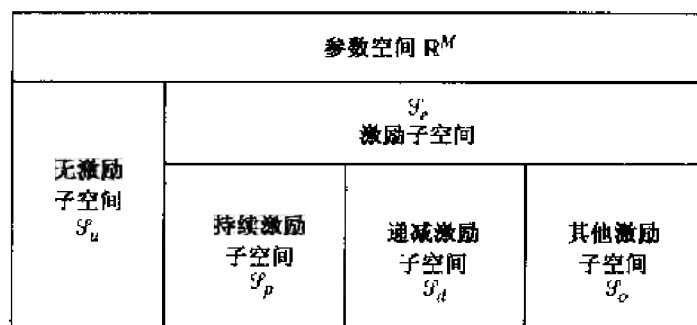 参数空间 R^M
𝒮_e
激励子空间
无激励
子空间
𝒮_u
持续激励
子空间
𝒮_p
递减激励
子空间
𝒮_d
其他激励
子空间
𝒮_o